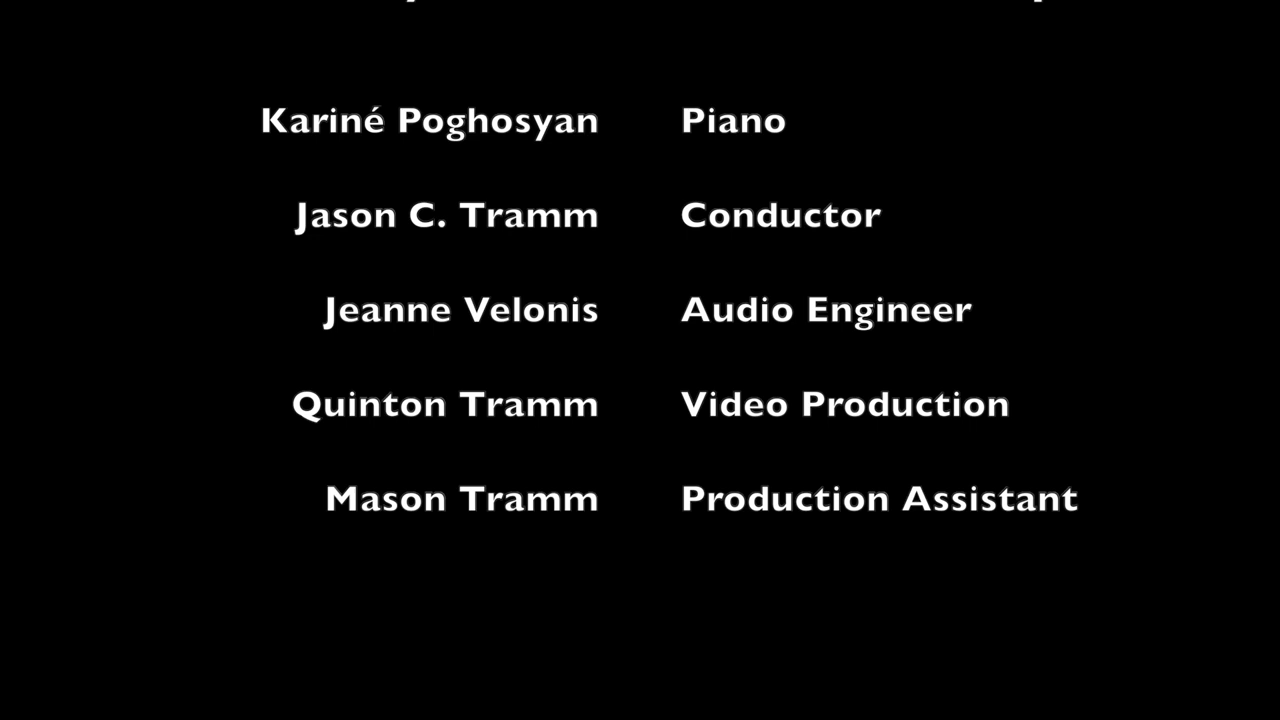 Kariné Poghosyan Piano
Jason C. Tramm Conductor
Jeanne Velonis Audio Engineer
Quinton Tramm Video Production
Mason Tramm Production Assistant